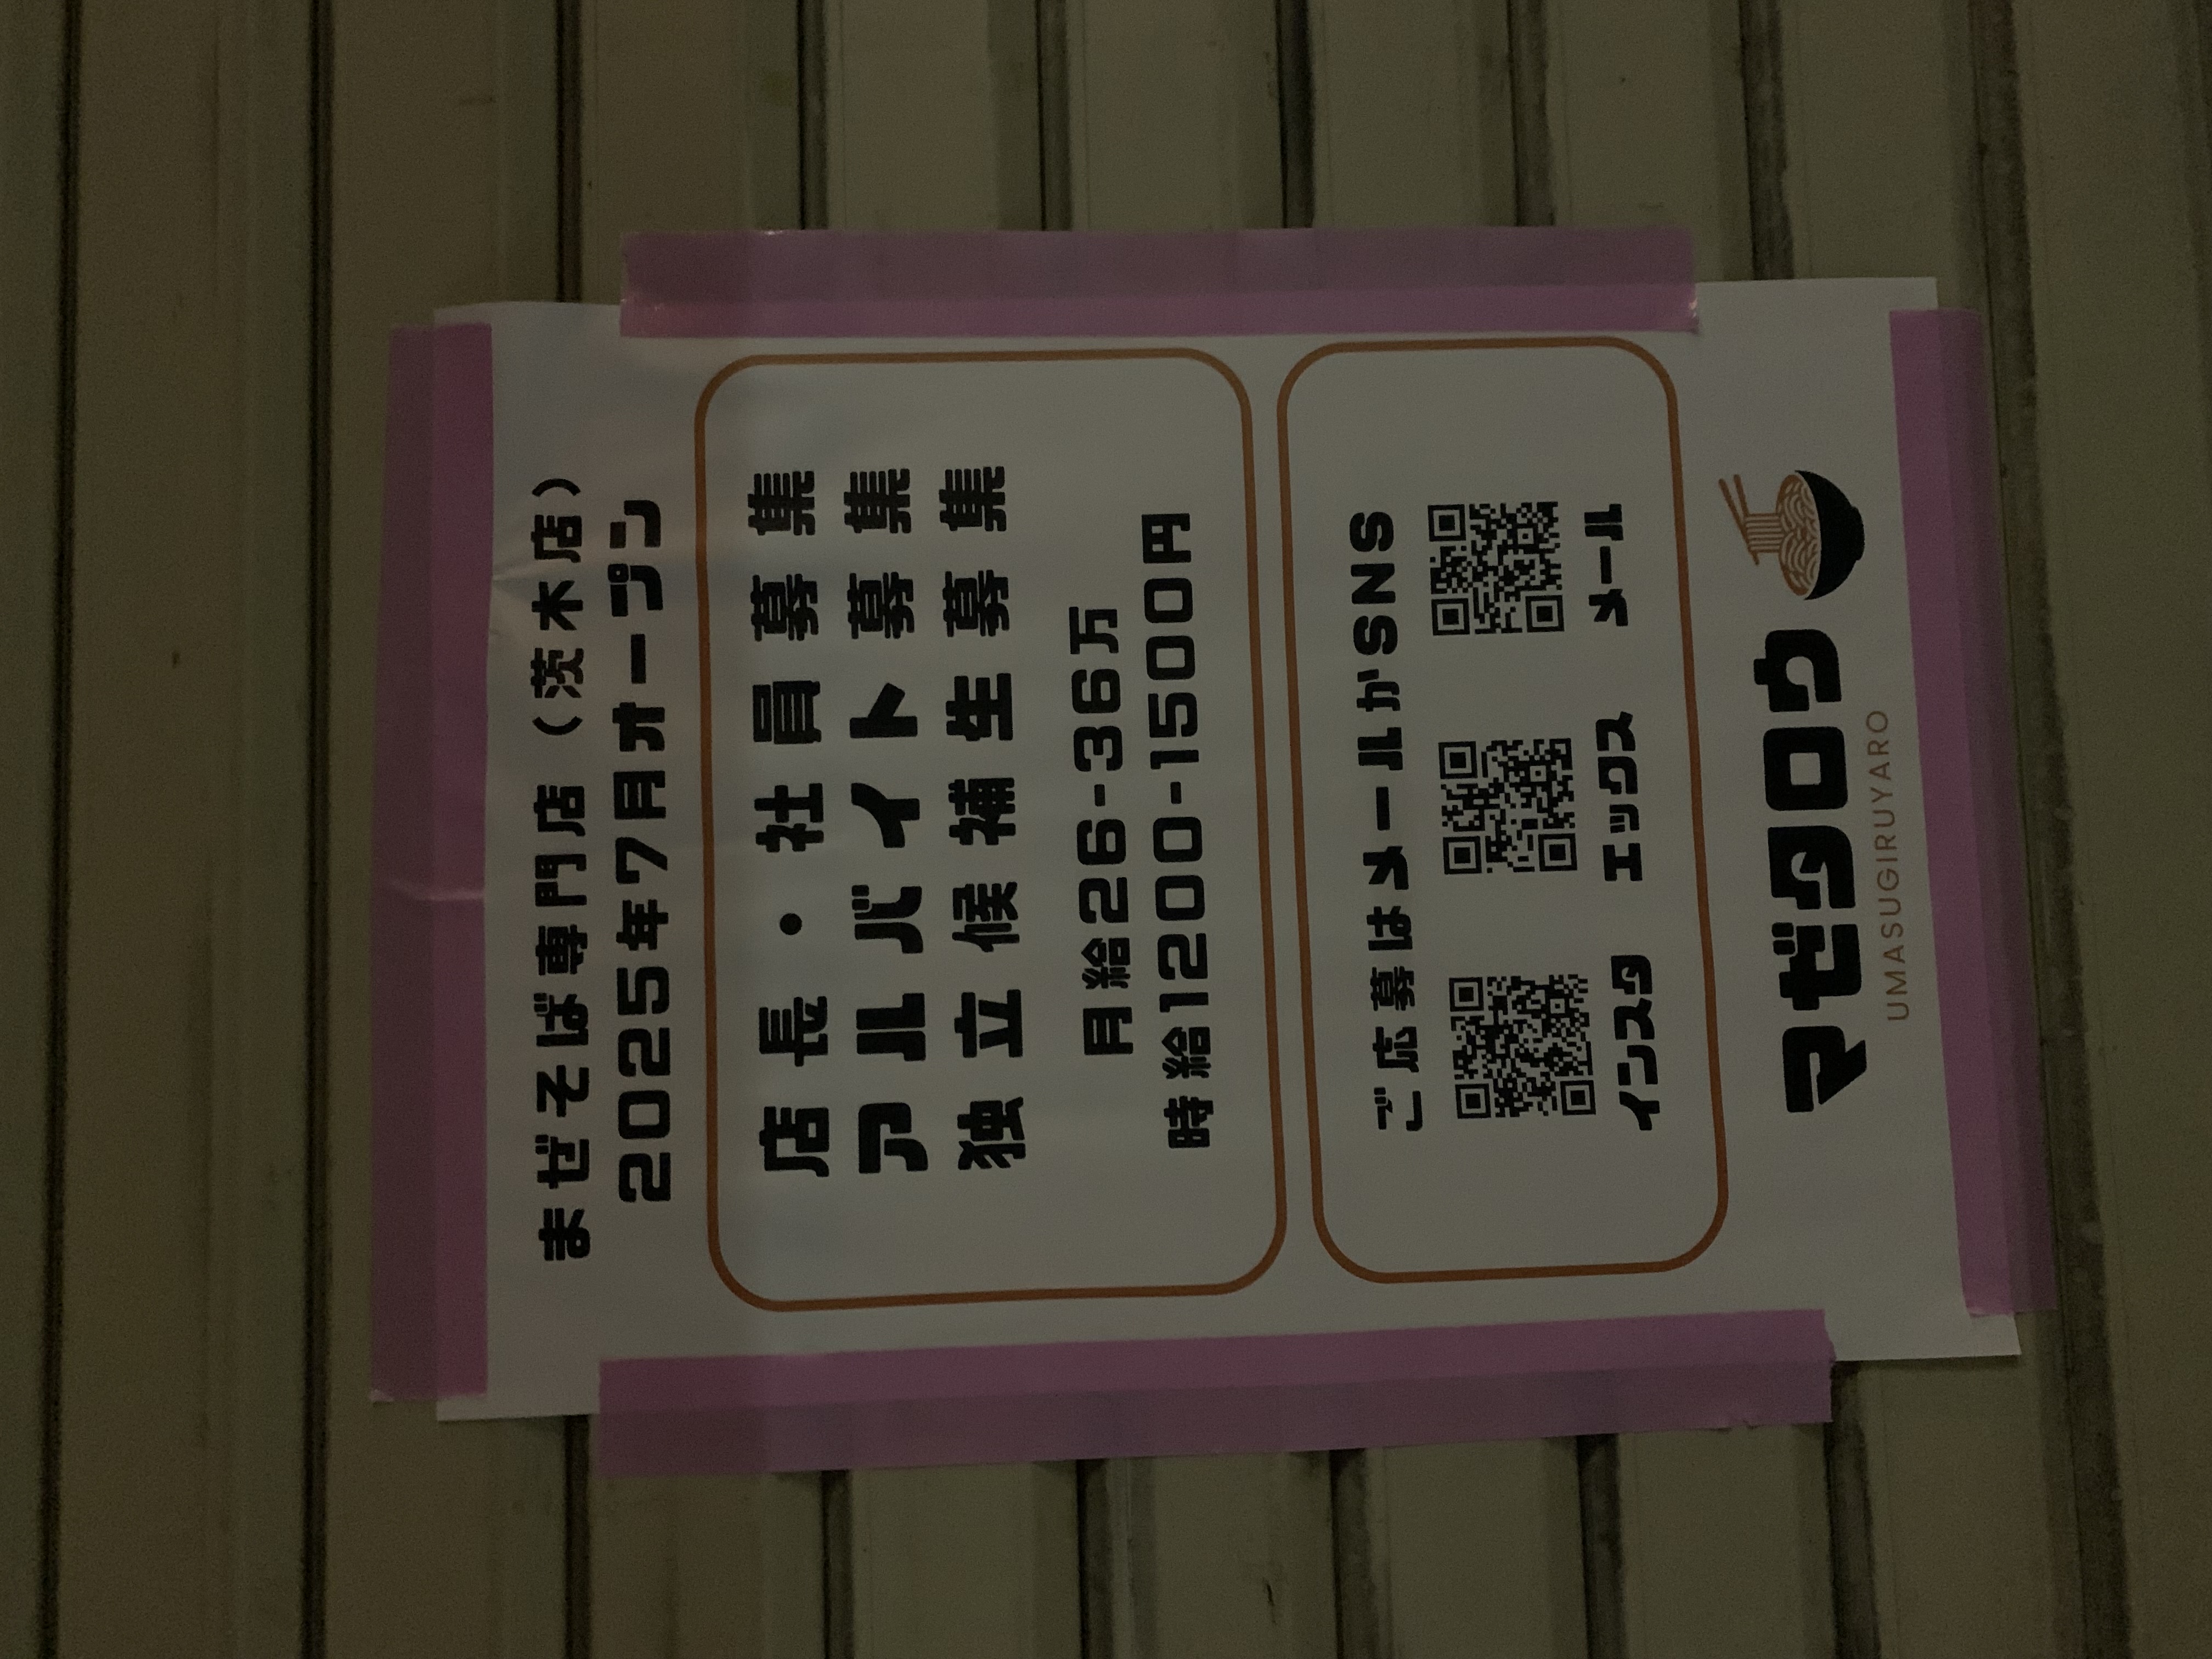 まぜそば専門店（茨木店）
2025年7月オープン
店長・社員募集
アルバイト募集
独立候補生募集
月給26-36万
時給1200-1500円
ご応募はメールかSNS
インスタ エックス メール
マゼタロウ
UMASUGIRUYARO